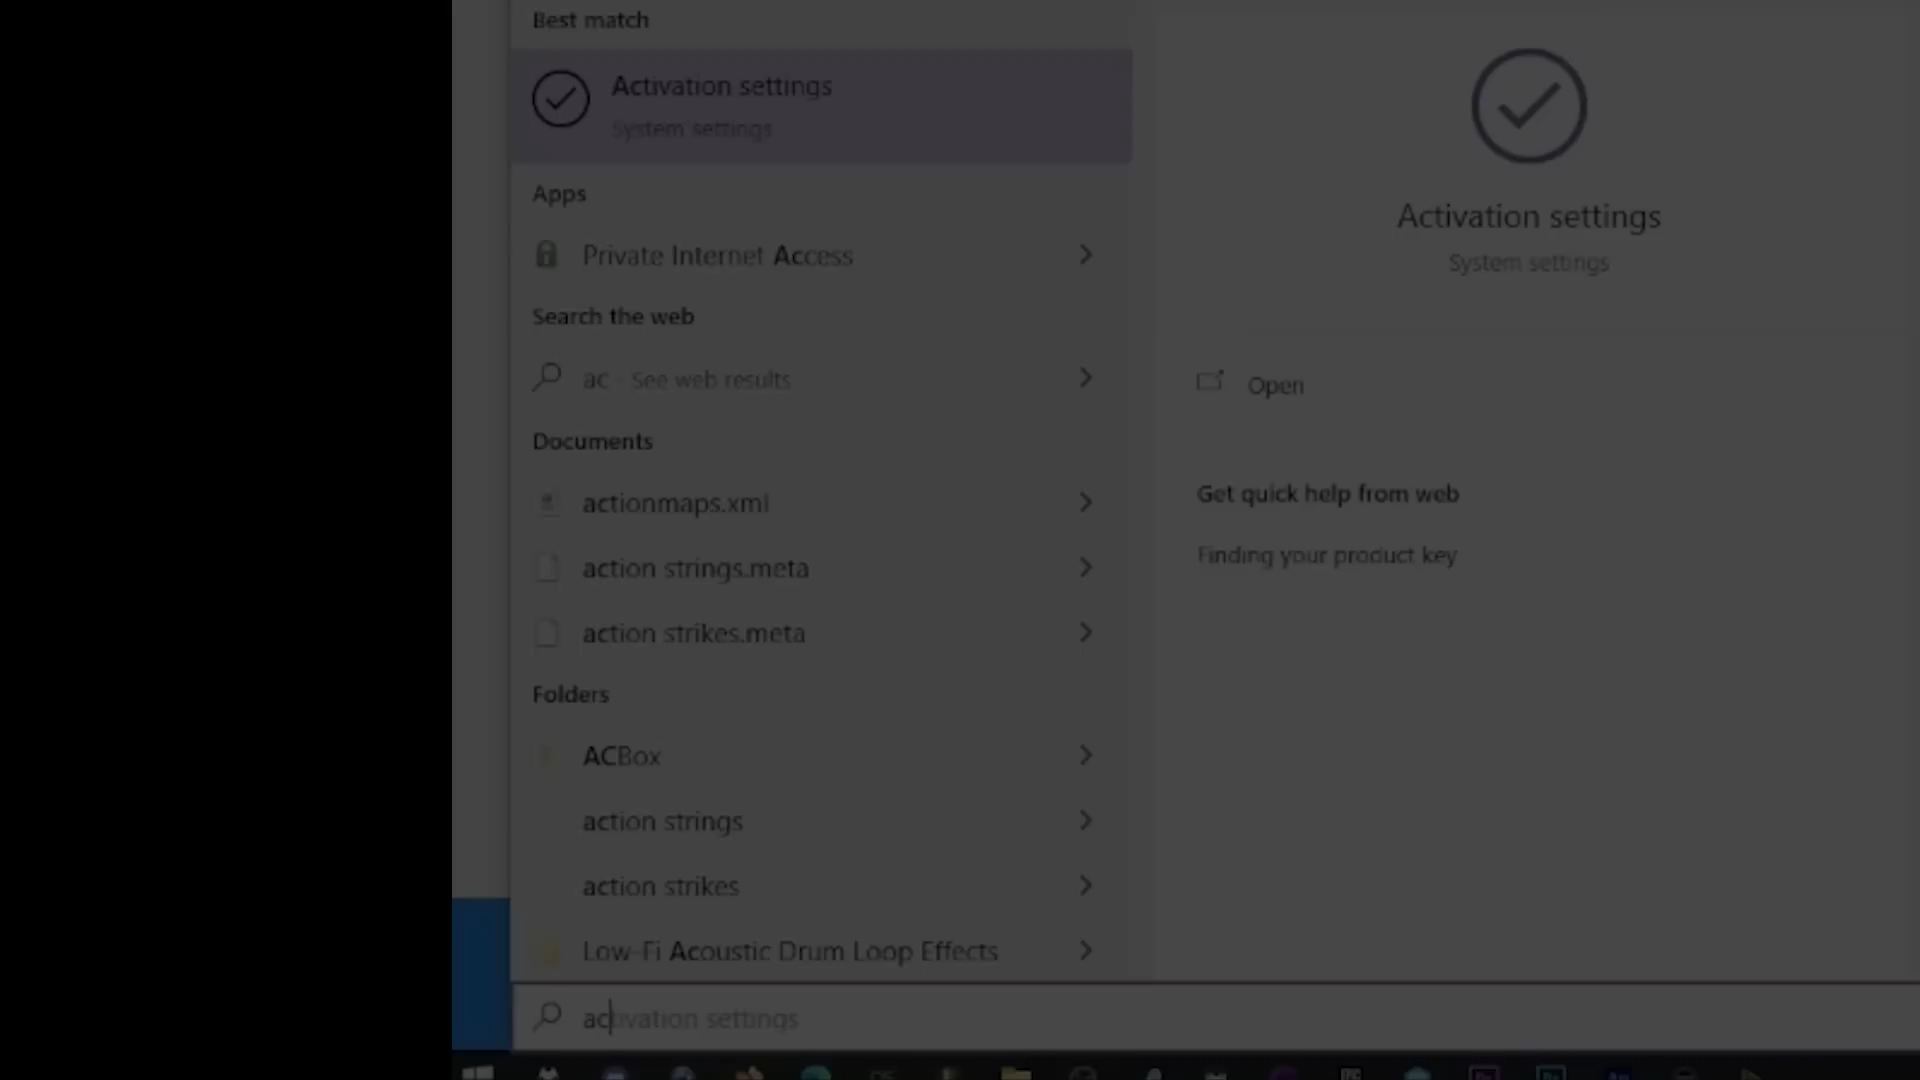 Best match
Activation settings
System settings
Apps
Private Internet Access
Search the web
ac - See web results
Documents
actionmaps.xml
action strings.meta
action strikes.meta
Folders
ACBox
action strings
action strikes
Low-Fi Acoustic Drum Loop Effects
activation settings
Activation settings
System settings
Open
Get quick help from web
Finding your product key